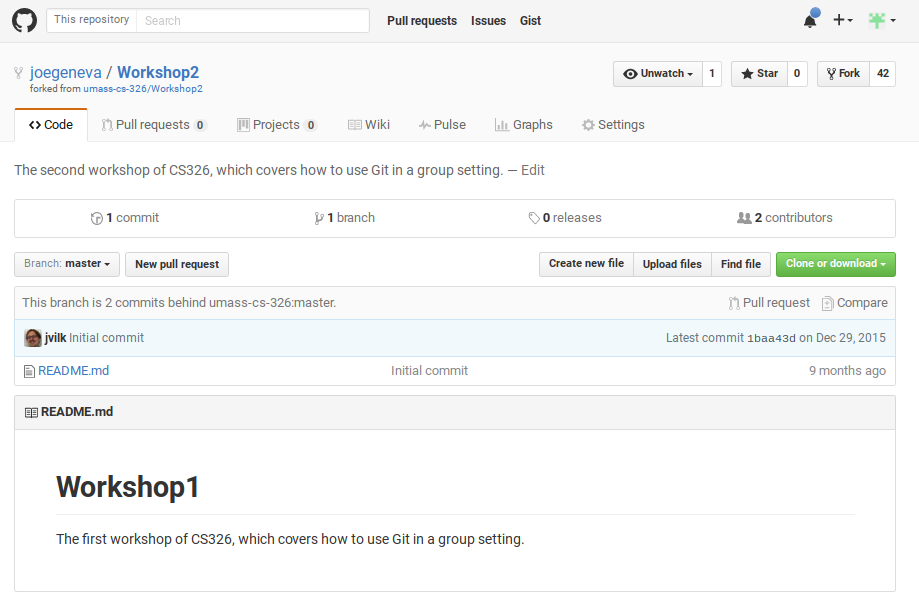 This repository Search Pull requests Issues Gist
joegeneva / Workshop2 Unwatch 1 Star 0 Fork 42
forked from umass-cs-326/Workshop2
Code Pull requests 0 Projects 0 Wiki Pulse Graphs Settings
The second workshop of CS326, which covers how to use Git in a group setting. — Edit
1 commit 1 branch 0 releases 2 contributors
Branch: master New pull request Create new file Upload files Find file Clone or download
This branch is 2 commits behind umass-cs-326:master. Pull request Compare
jvilk Initial commit Latest commit 1baa43d on Dec 29, 2015
README.md Initial commit 9 months ago
README.md
Workshop1
The first workshop of CS326, which covers how to use Git in a group setting.